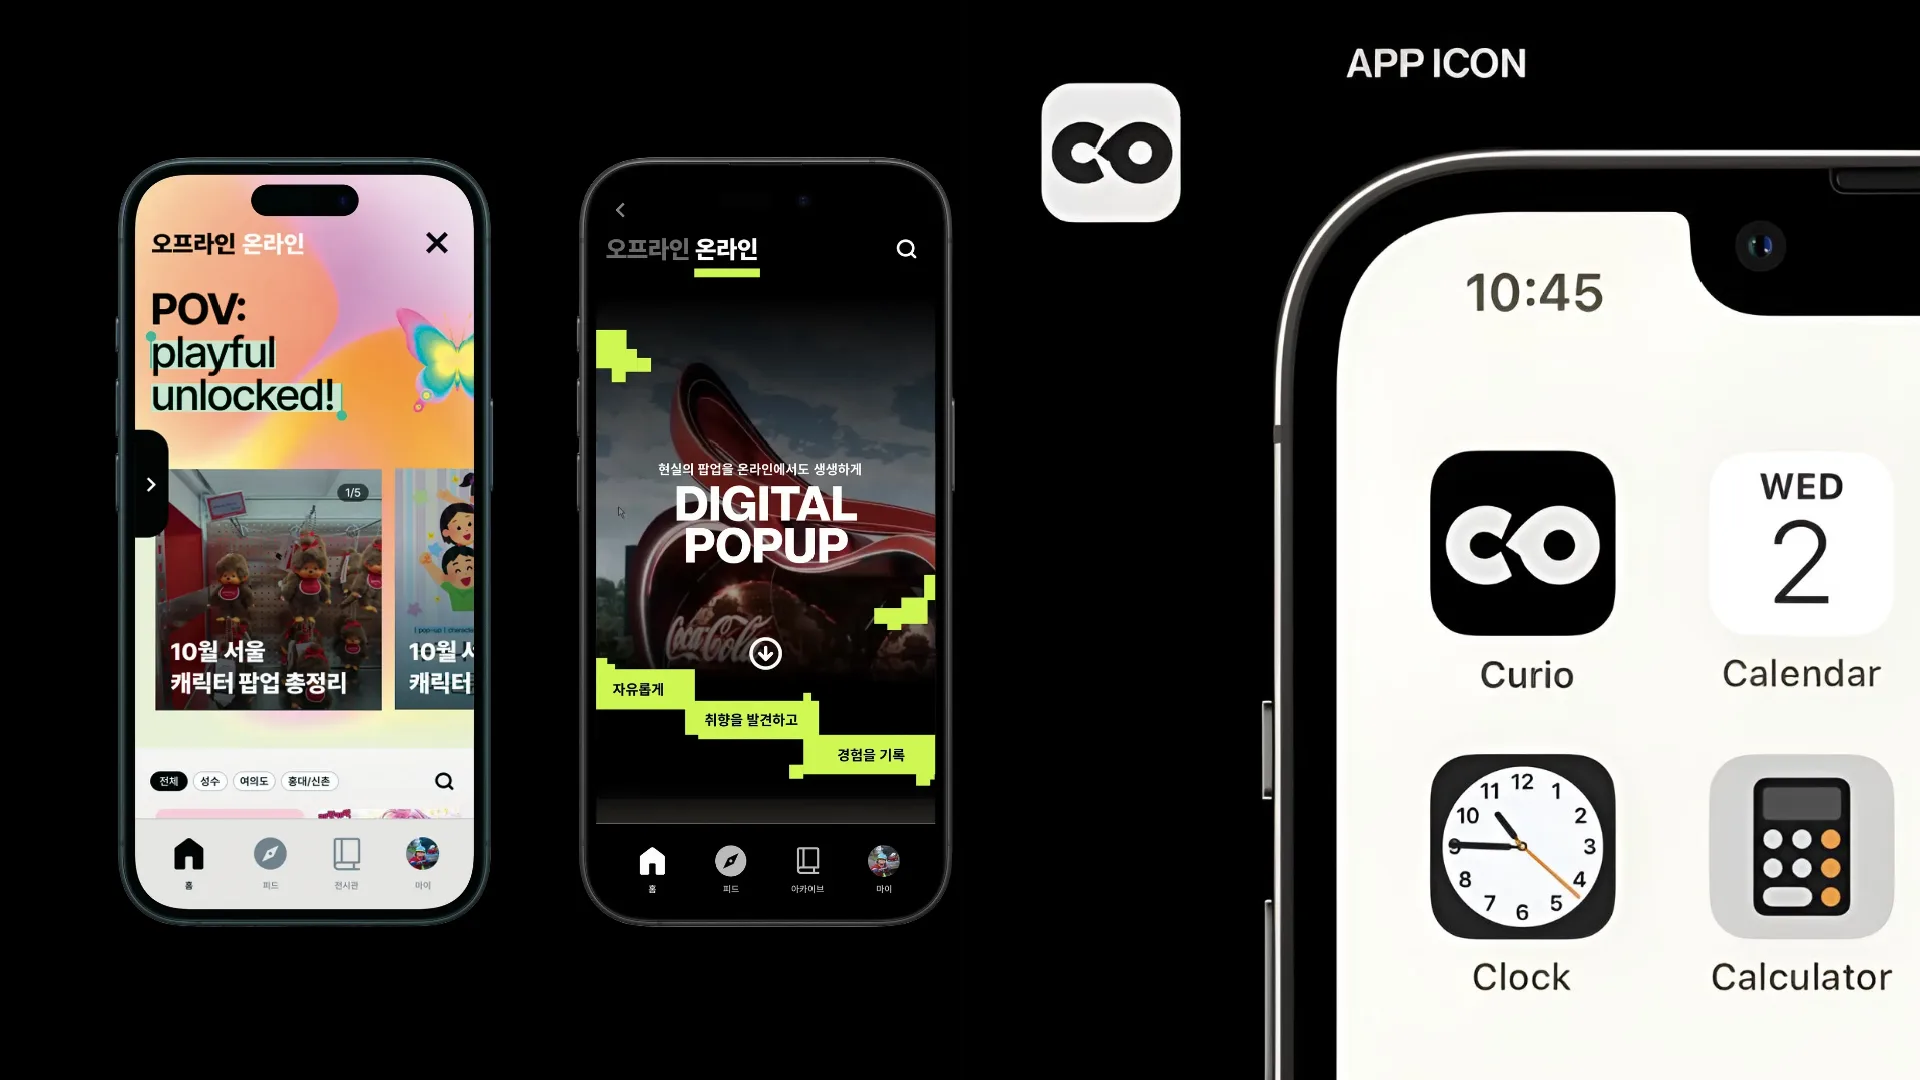 오프라인 온라인
POV:
playful
unlocked!
1/5
10월 서울
캐릭터 팝업 총정리
10월 서
캐릭터
전체 성수 여의도 홍대/신촌
홈 피드 전시관 마이
오프라인 온라인
현실의 팝업을 온라인에서도 생생하게
DIGITAL
POPUP
Coca-Cola
자유롭게
취향을 발견하고
경험을 기록
홈 피드 아카이브 마이
co
APP ICON
10:45
co
Curio
WED
2
Calendar
12
11 1
10 2
9 3
8 4
7 5
6
Clock
Calculator